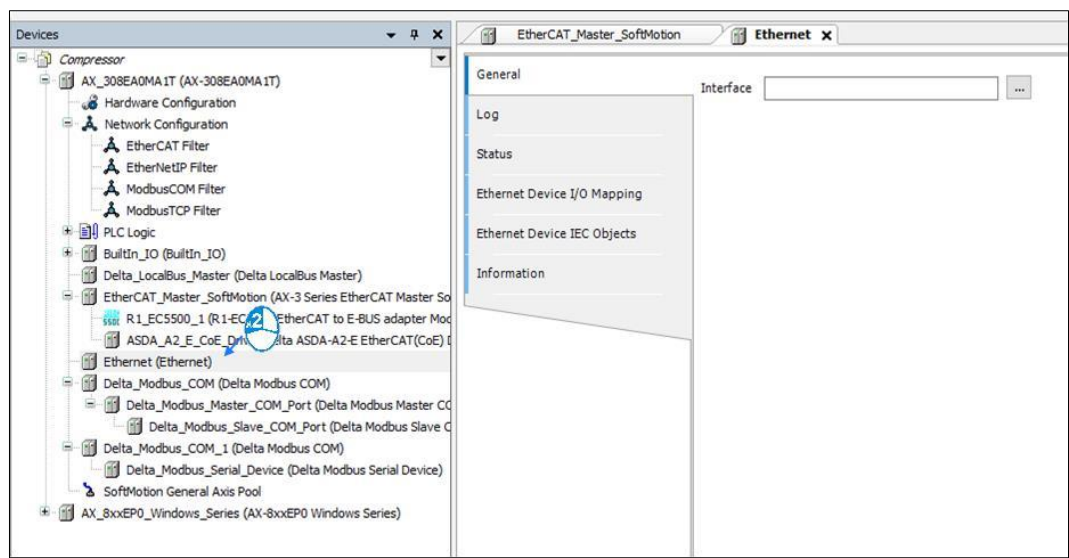 Devices
Compressor
AX_308EA0MA1T (AX-308EA0MA1T)
Hardware Configuration
Network Configuration
EtherCAT Filter
EtherNetIP Filter
ModbusCOM Filter
ModbusTCP Filter
PLC Logic
BuiltIn_IO (BuiltIn_IO)
Delta_LocalBus_Master (Delta LocalBus Master)
EtherCAT_Master_SoftMotion (AX-3 Series EtherCAT Master So
R1_EC5500_1 (R1-EC EtherCAT to E-BUS adapter Mod
ASDA_A2_E_CoE_Driv lta ASDA-A2-E EtherCAT(CoE) D
x2
Ethernet (Ethernet)
Delta_Modbus_COM (Delta Modbus COM)
Delta_Modbus_Master_COM_Port (Delta Modbus Master CO
Delta_Modbus_Slave_COM_Port (Delta Modbus Slave C
Delta_Modbus_COM_1 (Delta Modbus COM)
Delta_Modbus_Serial_Device (Delta Modbus Serial Device)
SoftMotion General Axis Pool
AX_8xxEP0_Windows_Series (AX-8xxEP0 Windows Series)
EtherCAT_Master_SoftMotion
Ethernet
General
Log
Status
Ethernet Device I/O Mapping
Ethernet Device IEC Objects
Information
Interface
...